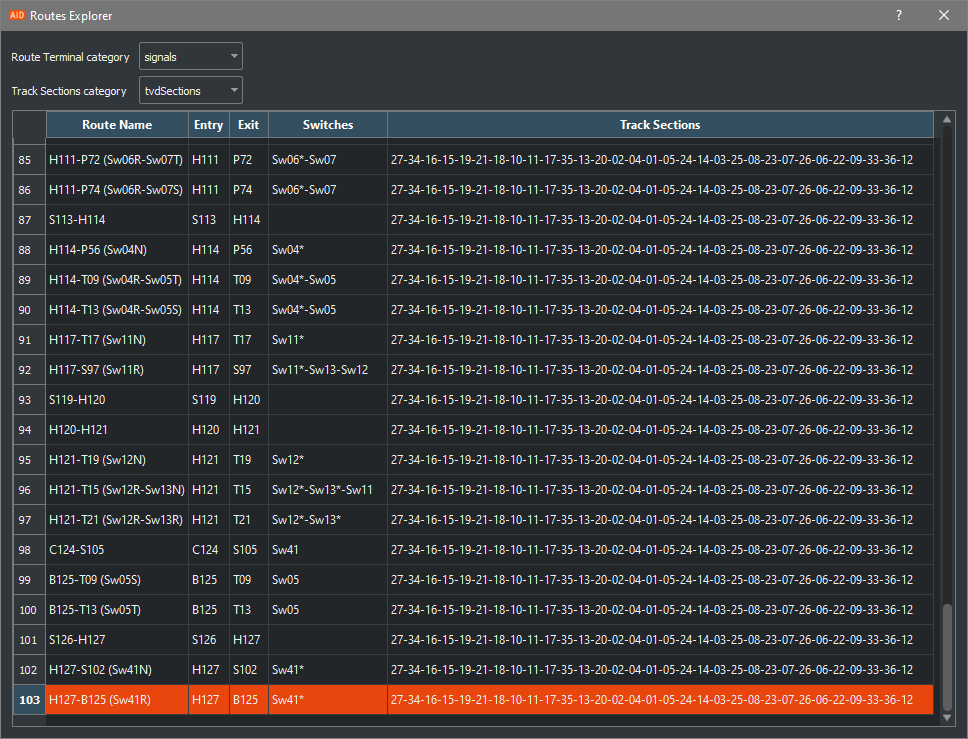 AID Routes Explorer ? ✕
Route Terminal category signals
Track Sections category tvdSections
Route Name Entry Exit Switches Track Sections
85 H111-P72 (Sw06R-Sw07T) H111 P72 Sw06*-Sw07 27-34-16-15-19-21-18-10-11-17-35-13-20-02-04-01-05-24-14-03-25-08-23-07-26-06-22-09-33-36-12
86 H111-P74 (Sw06R-Sw07S) H111 P74 Sw06*-Sw07 27-34-16-15-19-21-18-10-11-17-35-13-20-02-04-01-05-24-14-03-25-08-23-07-26-06-22-09-33-36-12
87 S113-H114 S113 H114 27-34-16-15-19-21-18-10-11-17-35-13-20-02-04-01-05-24-14-03-25-08-23-07-26-06-22-09-33-36-12
88 H114-P56 (Sw04N) H114 P56 Sw04* 27-34-16-15-19-21-18-10-11-17-35-13-20-02-04-01-05-24-14-03-25-08-23-07-26-06-22-09-33-36-12
89 H114-T09 (Sw04R-Sw05T) H114 T09 Sw04*-Sw05 27-34-16-15-19-21-18-10-11-17-35-13-20-02-04-01-05-24-14-03-25-08-23-07-26-06-22-09-33-36-12
90 H114-T13 (Sw04R-Sw05S) H114 T13 Sw04*-Sw05 27-34-16-15-19-21-18-10-11-17-35-13-20-02-04-01-05-24-14-03-25-08-23-07-26-06-22-09-33-36-12
91 H117-T17 (Sw11N) H117 T17 Sw11* 27-34-16-15-19-21-18-10-11-17-35-13-20-02-04-01-05-24-14-03-25-08-23-07-26-06-22-09-33-36-12
92 H117-S97 (Sw11R) H117 S97 Sw11*-Sw13-Sw12 27-34-16-15-19-21-18-10-11-17-35-13-20-02-04-01-05-24-14-03-25-08-23-07-26-06-22-09-33-36-12
93 S119-H120 S119 H120 27-34-16-15-19-21-18-10-11-17-35-13-20-02-04-01-05-24-14-03-25-08-23-07-26-06-22-09-33-36-12
94 H120-H121 H120 H121 27-34-16-15-19-21-18-10-11-17-35-13-20-02-04-01-05-24-14-03-25-08-23-07-26-06-22-09-33-36-12
95 H121-T19 (Sw12N) H121 T19 Sw12* 27-34-16-15-19-21-18-10-11-17-35-13-20-02-04-01-05-24-14-03-25-08-23-07-26-06-22-09-33-36-12
96 H121-T15 (Sw12R-Sw13N) H121 T15 Sw12*-Sw13*-Sw11 27-34-16-15-19-21-18-10-11-17-35-13-20-02-04-01-05-24-14-03-25-08-23-07-26-06-22-09-33-36-12
97 H121-T21 (Sw12R-Sw13R) H121 T21 Sw12*-Sw13* 27-34-16-15-19-21-18-10-11-17-35-13-20-02-04-01-05-24-14-03-25-08-23-07-26-06-22-09-33-36-12
98 C124-S105 C124 S105 Sw41 27-34-16-15-19-21-18-10-11-17-35-13-20-02-04-01-05-24-14-03-25-08-23-07-26-06-22-09-33-36-12
99 B125-T09 (Sw05S) B125 T09 Sw05 27-34-16-15-19-21-18-10-11-17-35-13-20-02-04-01-05-24-14-03-25-08-23-07-26-06-22-09-33-36-12
100 B125-T13 (Sw05T) B125 T13 Sw05 27-34-16-15-19-21-18-10-11-17-35-13-20-02-04-01-05-24-14-03-25-08-23-07-26-06-22-09-33-36-12
101 S126-H127 S126 H127 27-34-16-15-19-21-18-10-11-17-35-13-20-02-04-01-05-24-14-03-25-08-23-07-26-06-22-09-33-36-12
102 H127-S102 (Sw41N) H127 S102 Sw41* 27-34-16-15-19-21-18-10-11-17-35-13-20-02-04-01-05-24-14-03-25-08-23-07-26-06-22-09-33-36-12
103 H127-B125 (Sw41R) H127 B125 Sw41* 27-34-16-15-19-21-18-10-11-17-35-13-20-02-04-01-05-24-14-03-25-08-23-07-26-06-22-09-33-36-12